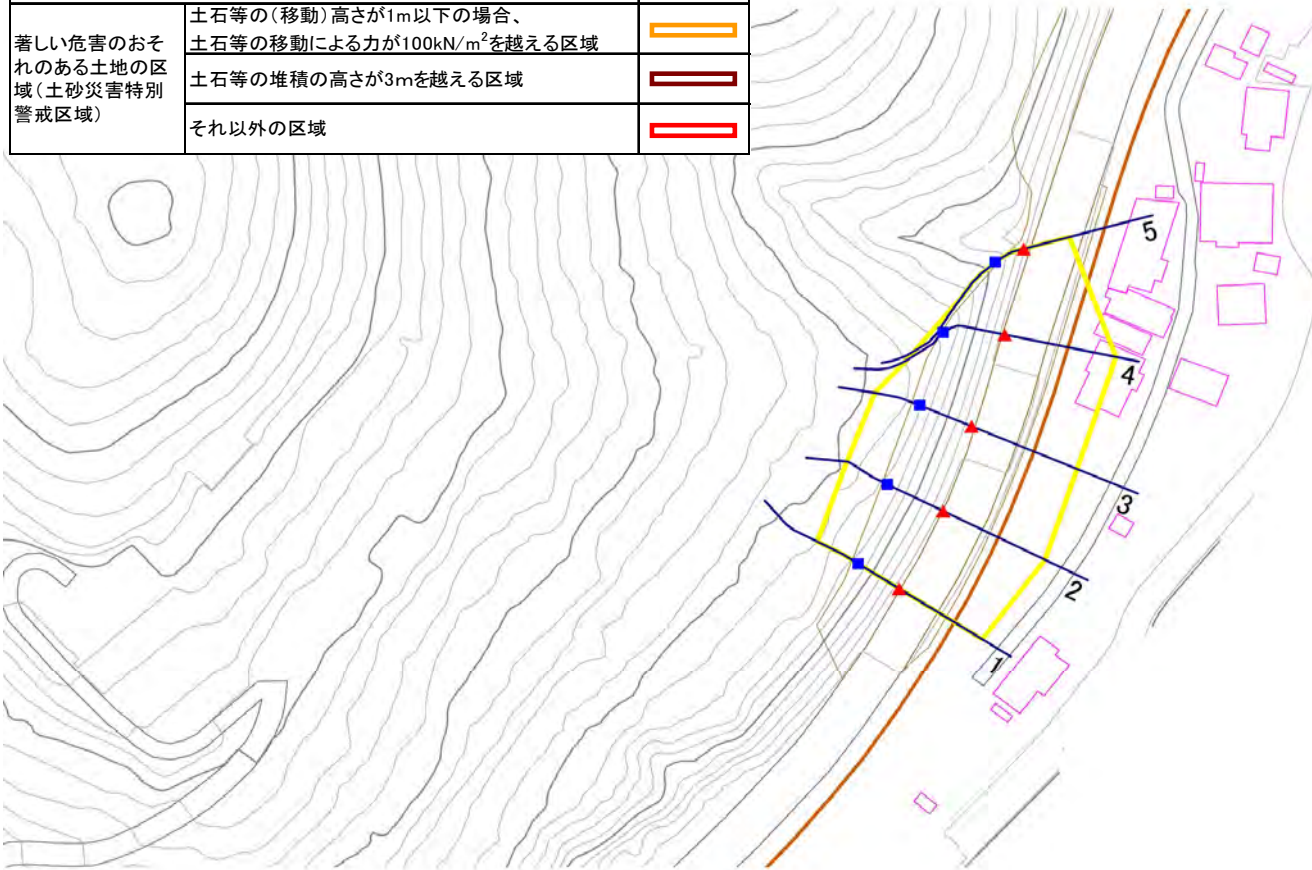 著しい危害のおそ
れのある土地の区
域(土砂災害特別
警戒区域)
土石等の(移動)高さが1m以下の場合、
土石等の移動による力が100kN/m²を越える区域
土石等の堆積の高さが3mを越える区域
それ以外の区域
5
4
3
2
1